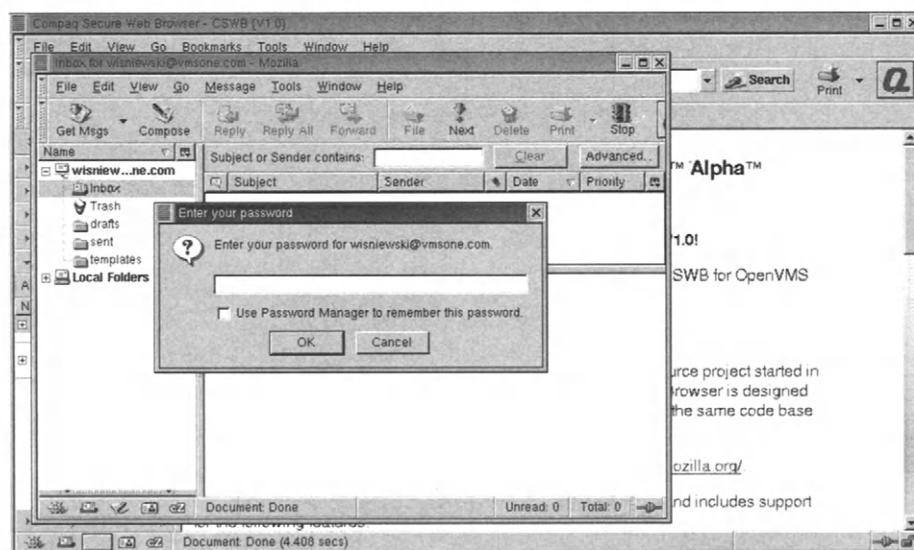 Compaq Secure Web Browser - CSWB (V1.0)
File Edit View Go Bookmarks Tools Window Help
Inbox for wisniewski@vmsone.com - Mozilla
File Edit View Go Message Tools Window Help
Search
Print
Get Msgs Compose Reply Reply All Forward File Next Delete Print Stop
Name
Subject or Sender contains: Clear Advanced..
Subject Sender Date Priority
wisniew...ne.com
Inbox
Trash
drafts
sent
templates
Local Folders
™ Alpha™
Enter your password
Enter your password for wisniewski@vmsone.com.
Use Password Manager to remember this password.
OK Cancel
1.0!
SWB for OpenVMS
A
N
urce project started in
rowser is designed
the same code base
ozilla.org/.
nd includes support
for the following features:
Document: Done Unread: 0 Total: 0
Document: Done (4.408 secs)